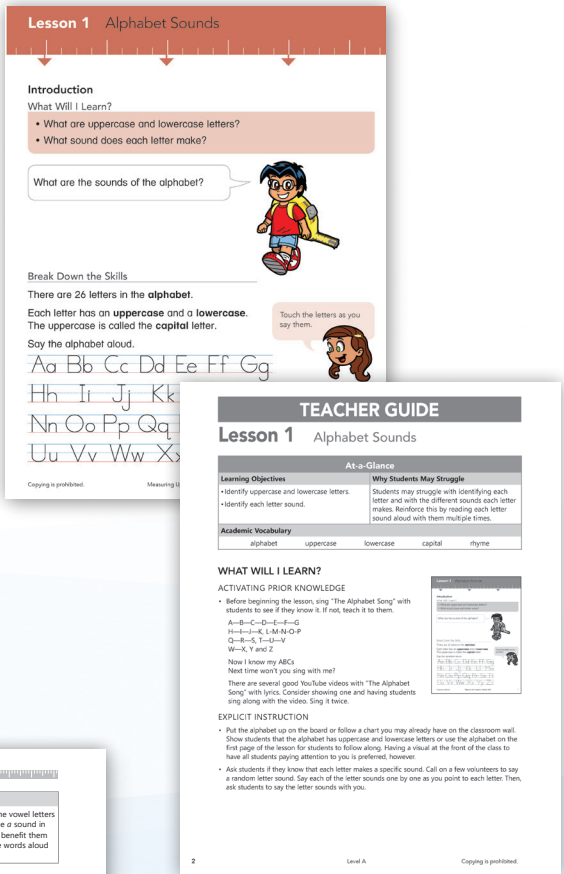 Lesson 1 Alphabet Sounds
Introduction
What Will I Learn?
• What are uppercase and lowercase letters?
• What sound does each letter make?
What are the sounds of the alphabet?
Break Down the Skills
There are 26 letters in the alphabet.
Each letter has an uppercase and a lowercase.
The uppercase is called the capital letter.
Touch the letters as you
say them.
Say the alphabet aloud.
Aa Bb Cc Dd Ee Ff Gg
Hh Ii Jj Kk
Nn Oo Pp Qq
Uu Vv Ww Xx
Copying is prohibited. Measuring
TEACHER GUIDE
Lesson 1 Alphabet Sounds
At-a-Glance
Learning Objectives Why Students May Struggle
• Identify uppercase and lowercase letters.
• Identify each letter sound.
Students may struggle with identifying each
letter and with the different sounds each letter
makes. Reinforce this by reading each letter
sound aloud with them multiple times.
Academic Vocabulary
alphabet uppercase lowercase capital rhyme
WHAT WILL I LEARN?
ACTIVATING PRIOR KNOWLEDGE
• Before beginning the lesson, sing "The Alphabet Song" with
students to see if they know it. If not, teach it to them.
A—B—C—D—E—F—G
H—I—J—K, L-M-N-O-P
Q—R—S, T—U—V
W—X, Y and Z
Now I know my ABCs
Next time won't you sing with me?
There are several good YouTube videos with "The Alphabet
Song" with lyrics. Consider showing one and having students
sing along with the video. Sing it twice.
EXPLICIT INSTRUCTION
• Put the alphabet up on the board or follow a chart you may already have on the classroom wall.
Show students that the alphabet has uppercase and lowercase letters or use the alphabet on the
first page of the lesson for students to follow along. Having a visual at the front of the class to
have all students paying attention to you is preferred, however.
• Ask students if they know that each letter makes a specific sound. Call on a few volunteers to say
a random letter sound. Say each of the letter sounds one by one as you point to each letter. Then,
ask students to say the letter sounds with you.
2 Level A Copying is prohibited.
he vowel letters
e a sound in
benefit them
words aloud